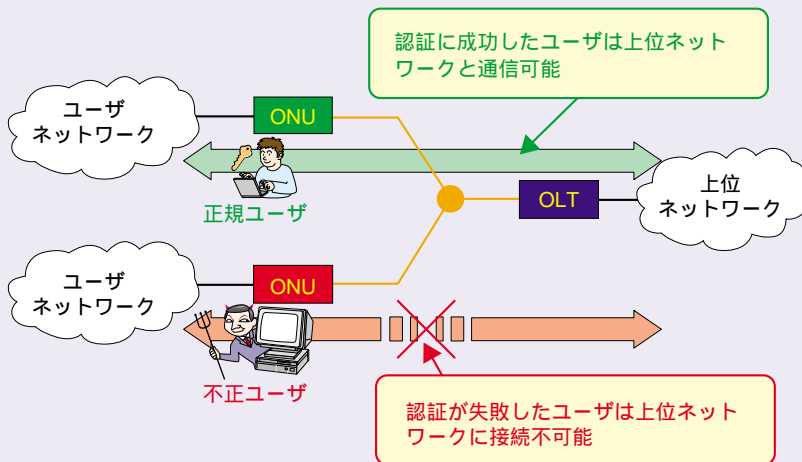 認証に成功したユーザは上位ネット
ワークと通信可能
ユーザ
ネットワーク
ONU
正規ユーザ
OLT
上位
ネットワーク
ユーザ
ネットワーク
ONU
不正ユーザ
認証が失敗したユーザは上位ネット
ワークに接続不可能